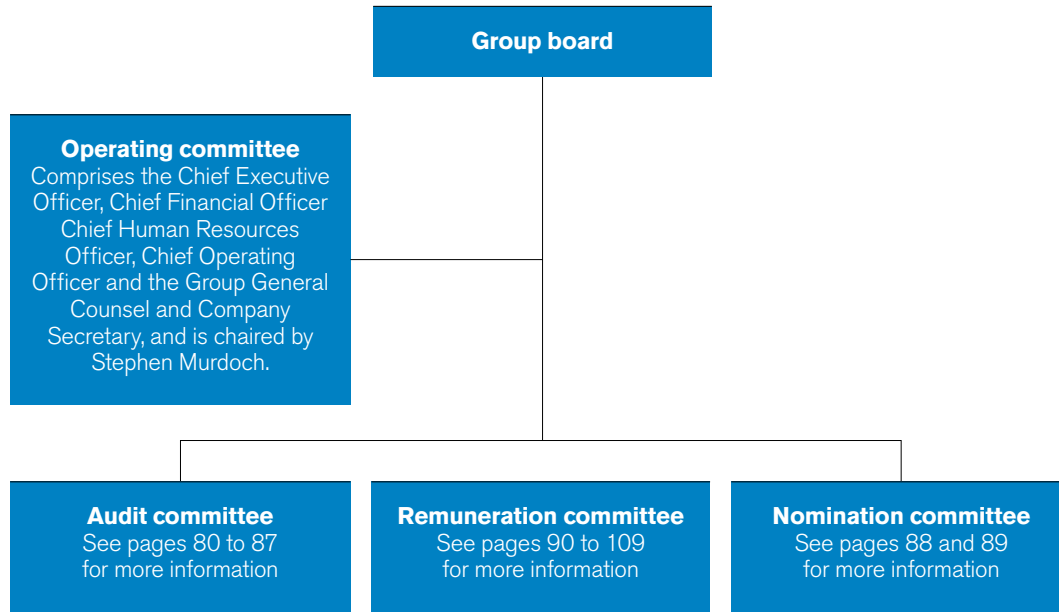 Group board
Operating committee
Comprises the Chief Executive
Officer, Chief Financial Officer
Chief Human Resources
Officer, Chief Operating
Officer and the Group General
Counsel and Company
Secretary, and is chaired by
Stephen Murdoch.
Audit committee
See pages 80 to 87
for more information
Remuneration committee
See pages 90 to 109
for more information
Nomination committee
See pages 88 and 89
for more information